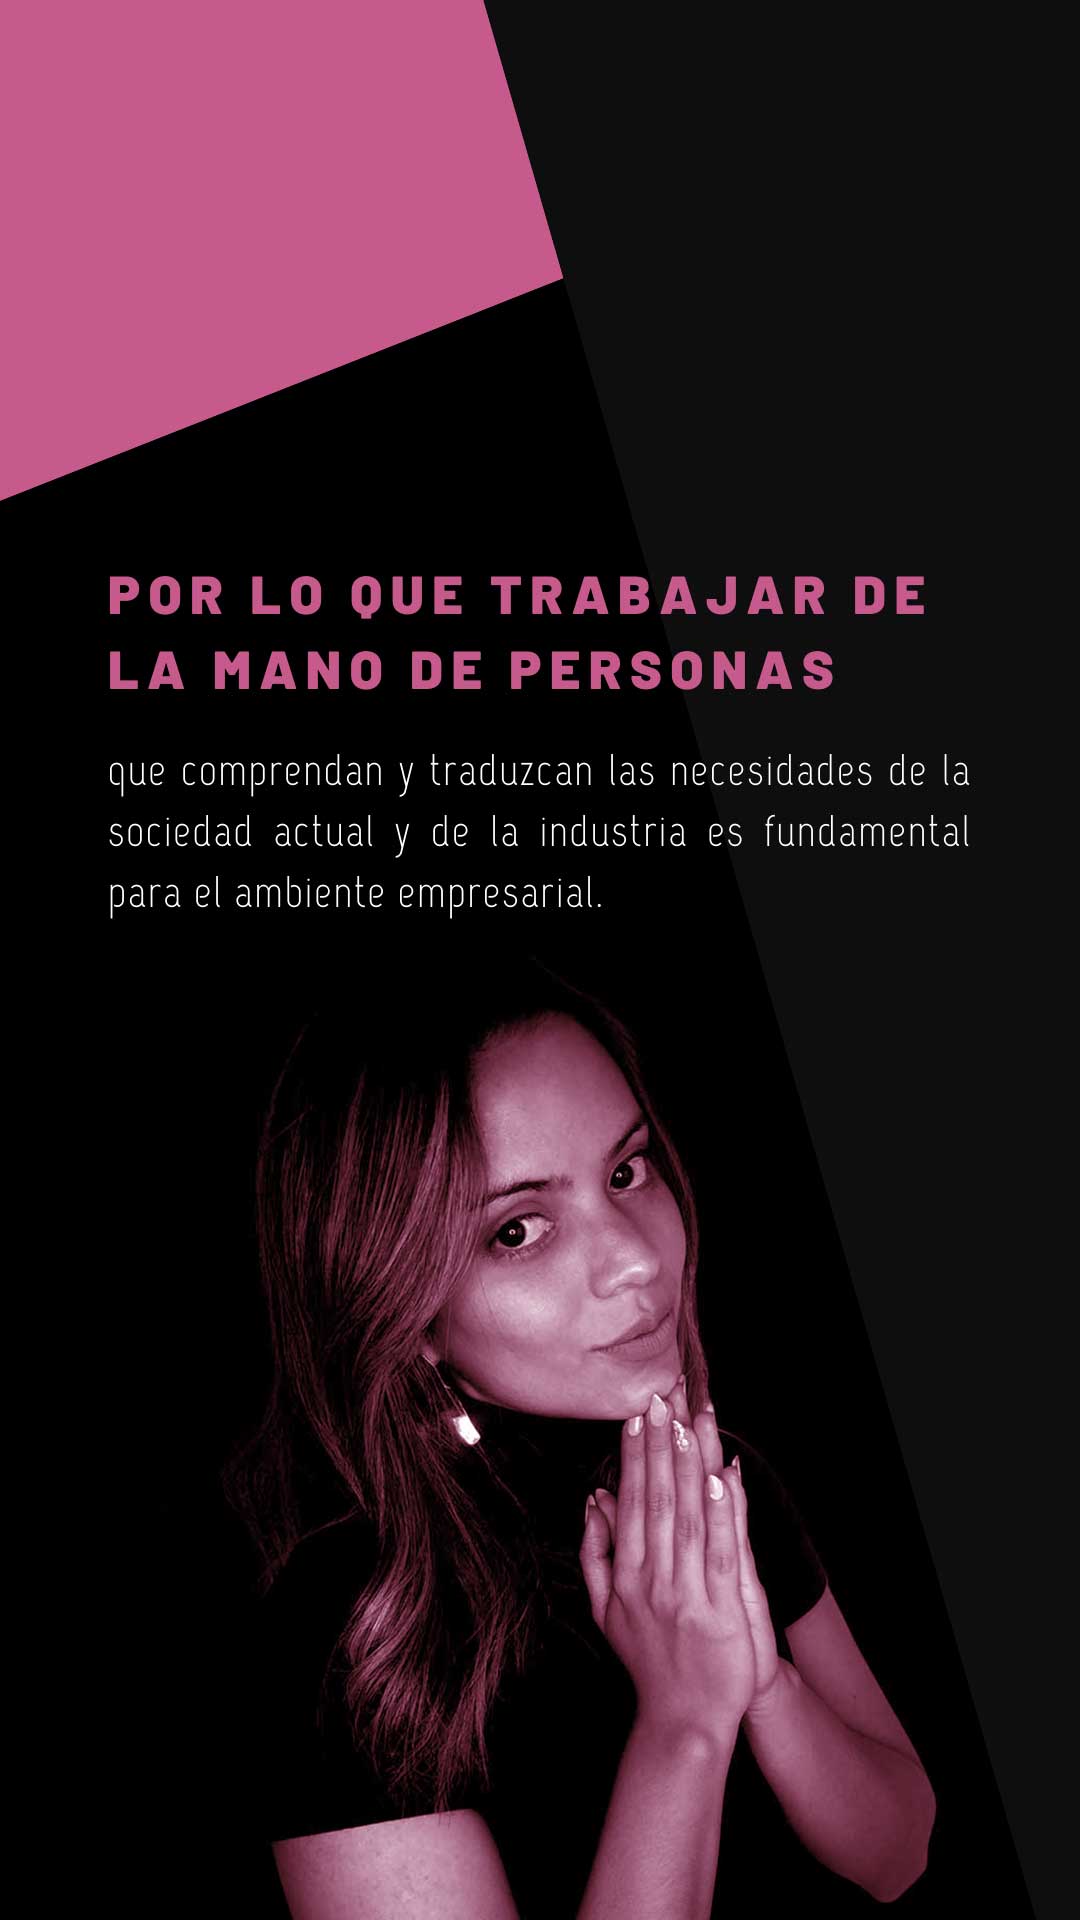 POR LO QUE TRABAJAR DE
LA MANO DE PERSONAS
que comprendan y traduzcan las necesidades de la
sociedad actual y de la industria es fundamental
para el ambiente empresarial.